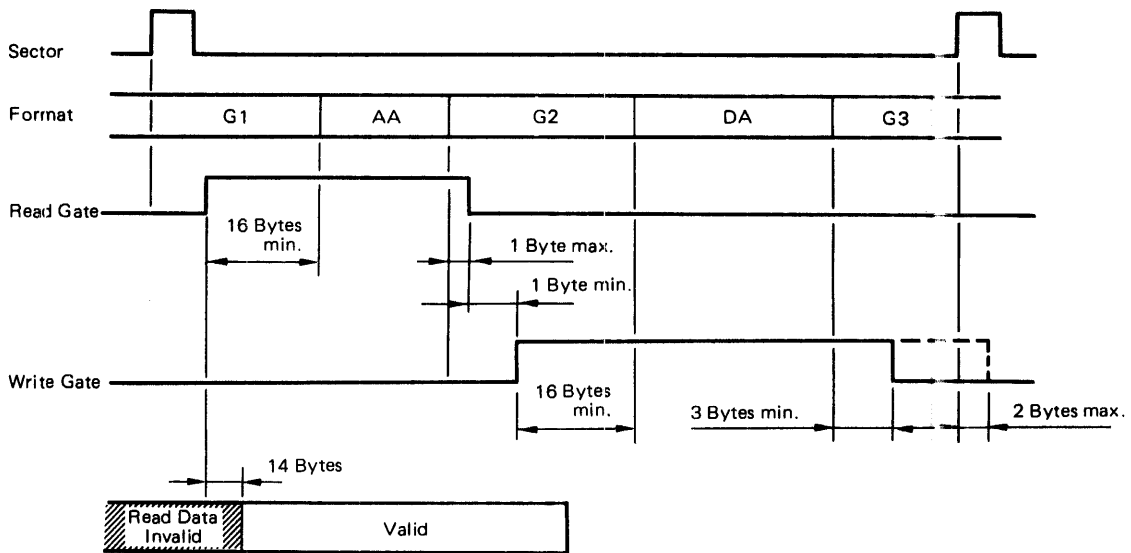 Sector
Format
G1 AA G2 DA G3
Read Gate
16 Bytes
min.
1 Byte max.
1 Byte min.
Write Gate
16 Bytes
min.
3 Bytes min.
2 Bytes max.
14 Bytes
Read Data
Invalid
Valid